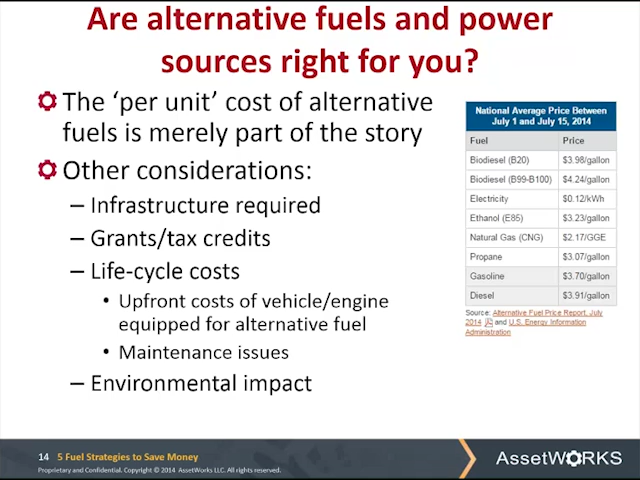 Are alternative fuels and power
sources right for you?
The ‘per unit’ cost of alternative
fuels is merely part of the story
Other considerations:
– Infrastructure required
– Grants/tax credits
– Life-cycle costs
• Upfront costs of vehicle/engine
equipped for alternative fuel
• Maintenance issues
– Environmental impact
National Average Price Between
July 1 and July 15, 2014
Fuel Price
Biodiesel (B20) $3.98/gallon
Biodiesel (B99-B100) $4.24/gallon
Electricity $0.12/kWh
Ethanol (E85) $3.23/gallon
Natural Gas (CNG) $2.17/GGE
Propane $3.07/gallon
Gasoline $3.70/gallon
Diesel $3.91/gallon
Source: Alternative Fuel Price Report, July
2014 and U.S. Energy Information
Administration
14 5 Fuel Strategies to Save Money
Proprietary and Confidential. Copyright © 2014 AssetWorks LLC. All rights reserved.
AssetWORKS